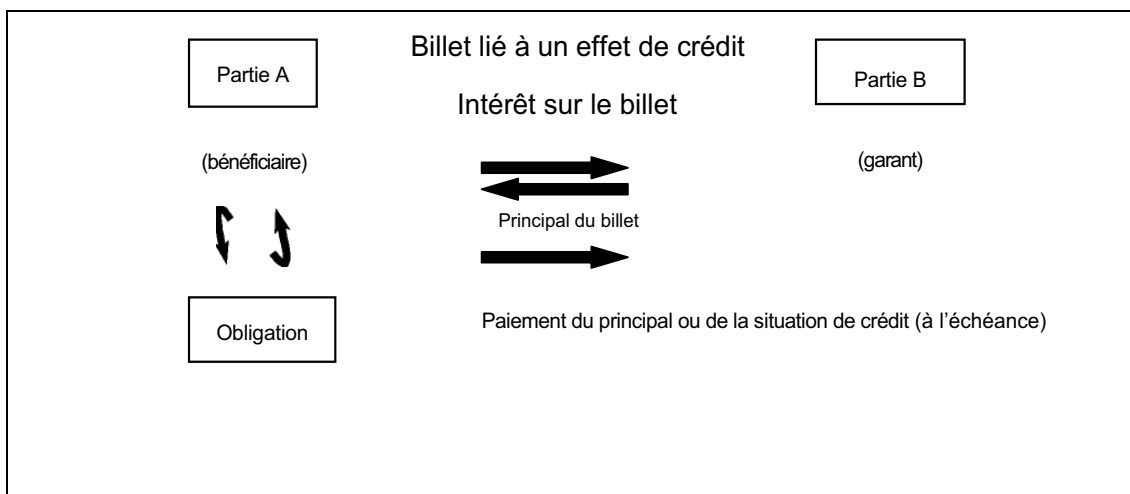 Billet lié à un effet de crédit
Partie A
Partie B
Intérêt sur le billet
(bénéficiaire)
(garant)
Principal du billet
Obligation
Paiement du principal ou de la situation de crédit (à l'échéance)